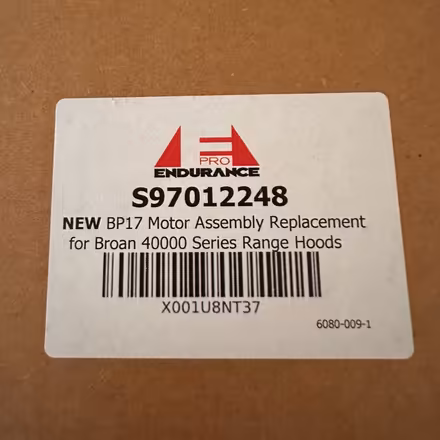 PRO
ENDURANCE
S97012248
NEW BP17 Motor Assembly Replacement
for Broan 40000 Series Range Hoods
X001U8NT37
6080-009-1